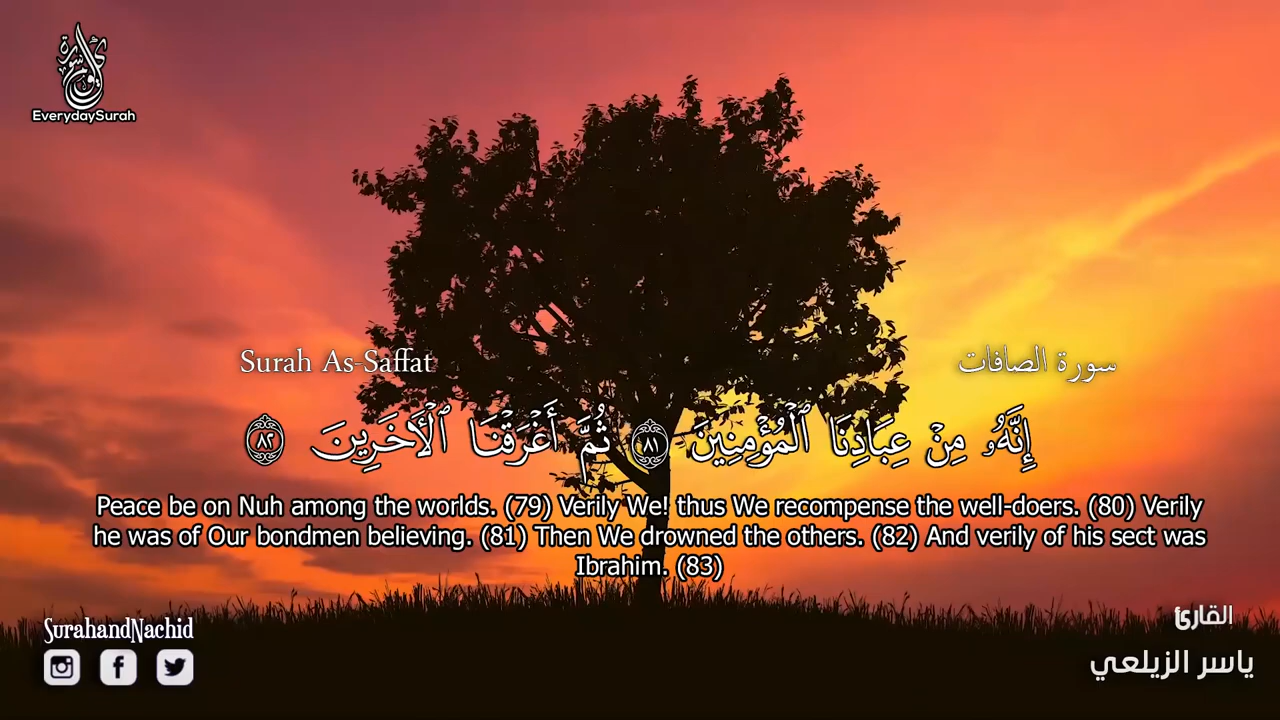 EverydaySurah
Surah As-Saffat
سورة الصافات
إِنَّهُۥ مِنْ عِبَادِنَا ٱلْمُؤْمِنِينَ ٨١ ثُمَّ أَغْرَقْنَا ٱلْأَخَرِينَ ٨٢
Peace be on Nuh among the worlds. (79) Verily We! thus We recompense the well-doers. (80) Verily
he was of Our bondmen believing. (81) Then We drowned the others. (82) And verily of his sect was
Ibrahim. (83)
SurahandNachid
القارئ
ياسر الزيلعي